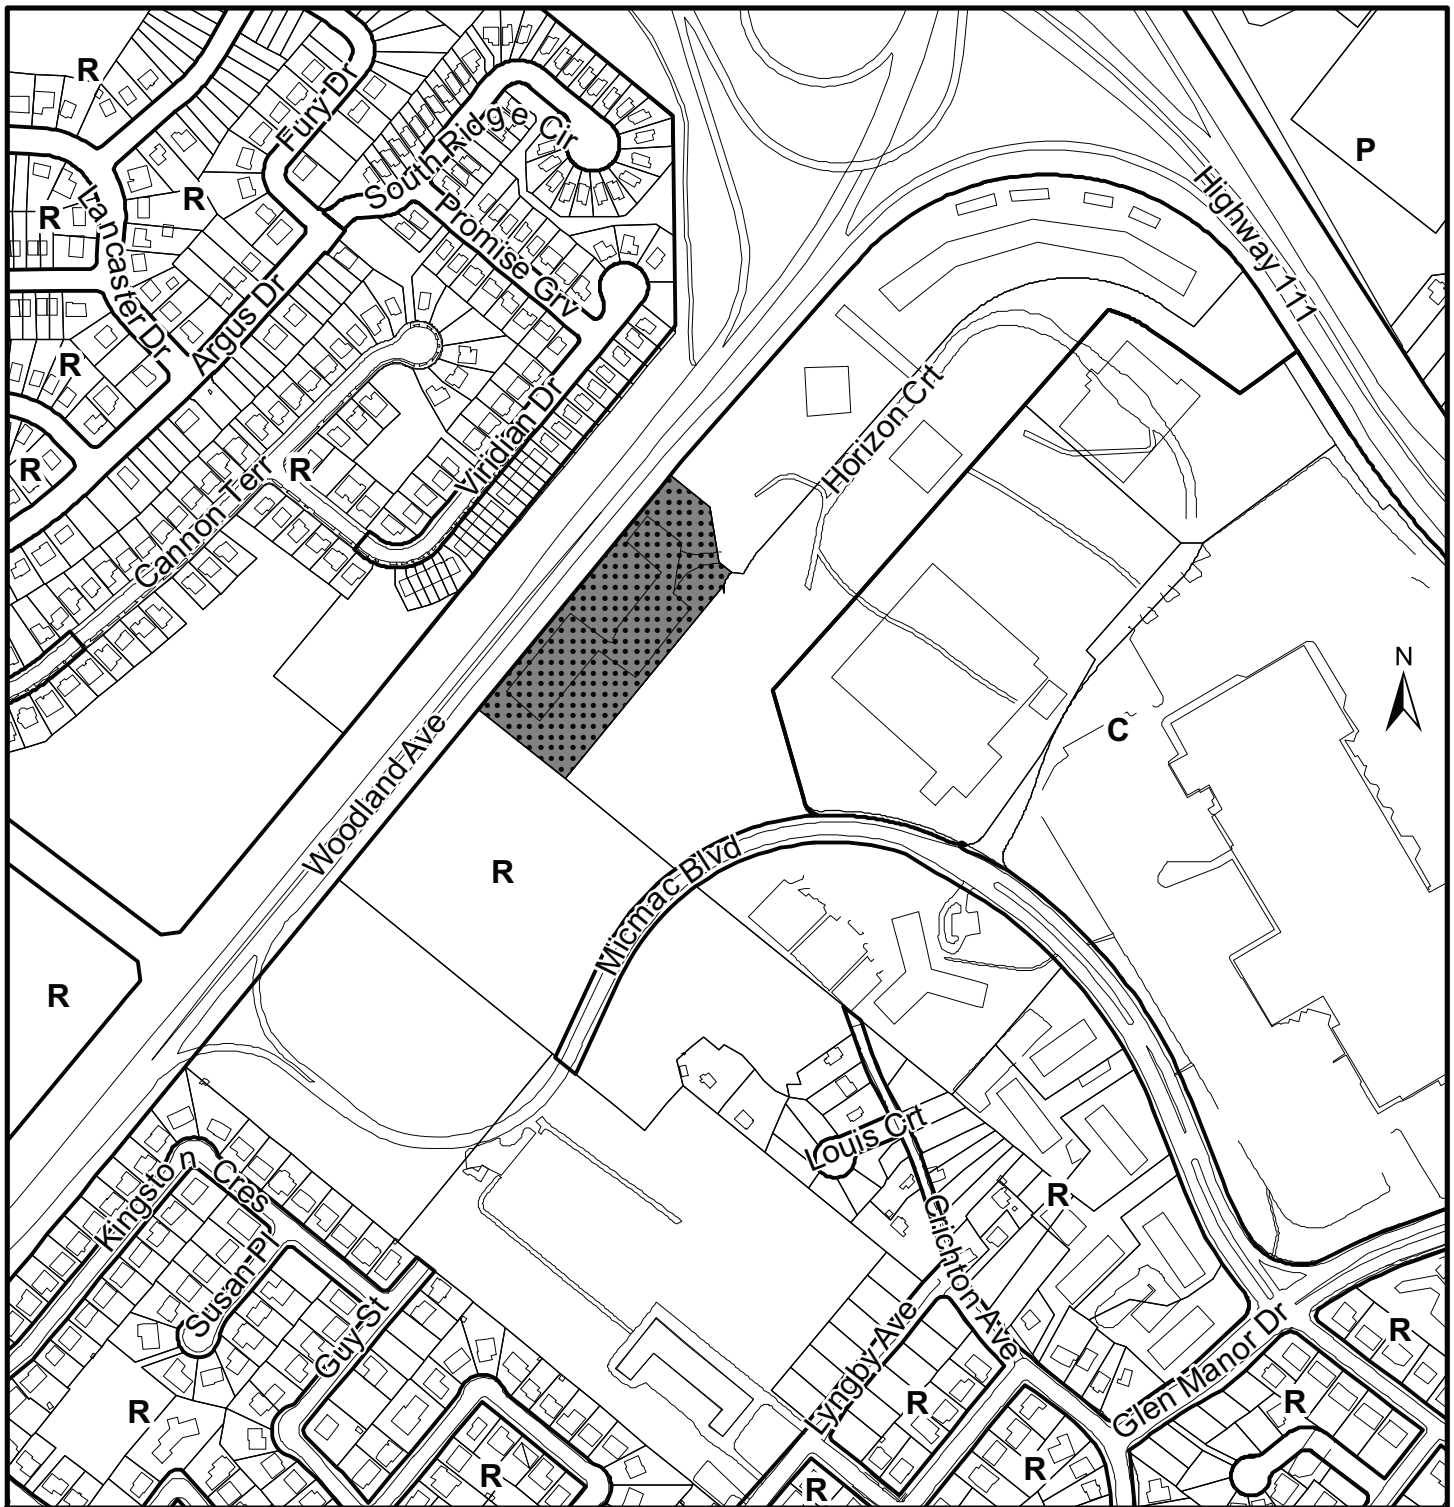 R
Fury Dr
South Ridge Cir
P
R
Lancaster Dr
R
Promise Grv
Highway 111
Argus Dr
R
Viridian Dr
Horizon Crt
R
R
Cannon Terr
N
C
Woodland Ave
R
Micmac Blvd
R
Louis Crt
Kingston Cres
R
Crichton Ave
Susan Pl
Guy St
Lyngby Ave
Glen Manor Dr
R
R
R
R
R
R
R